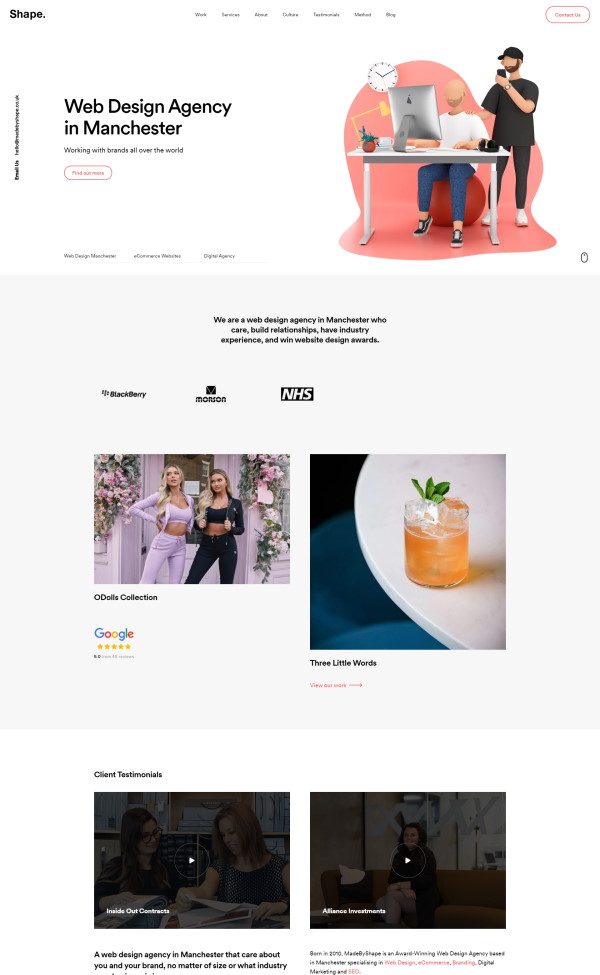 Shape.
Work Services About Culture Testimonials Method Blog
Contact Us
Email Us hello@madebyshape.co.uk
Web Design Agency
in Manchester
Working with brands all over the world
Find out more
Web Design Manchester eCommerce Websites Digital Agency
We are a web design agency in Manchester who
care, build relationships, have industry
experience, and win website design awards.
BlackBerry
MORSON
NHS
ODolls Collection
Google
5.0
Three Little Words
View our work
Client Testimonials
Inside Out Contracts
Alliance Investments
A web design agency in Manchester that care about
you and your brand, no matter of size or what industry
Born in 2010, MadeByShape is an Award-Winning Web Design Agency based
in Manchester specialising in Web Design, eCommerce, Branding, Digital
Marketing and SEO.